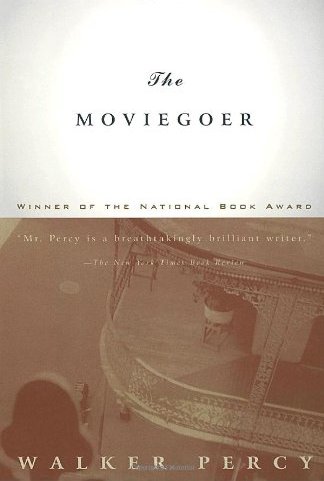 The
MOVIEGOER
WINNER OF THE NATIONAL BOOK AWARD
"Mr. Percy is a breathtakingly brilliant writer."
—The New York Times Book Review
WALKER PERCY